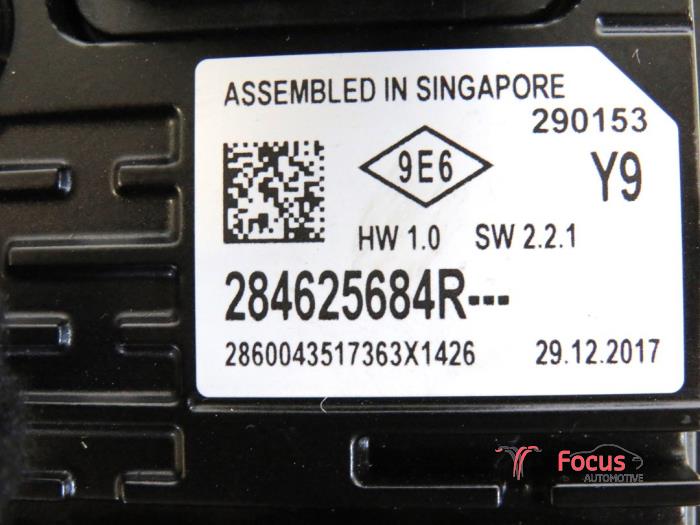 ASSEMBLED IN SINGAPORE
290153
9E6
Y9
HW 1.0 SW 2.2.1
284625684R---
2860043517363X1426 29.12.2017
Focus
AUTOMOTIVE